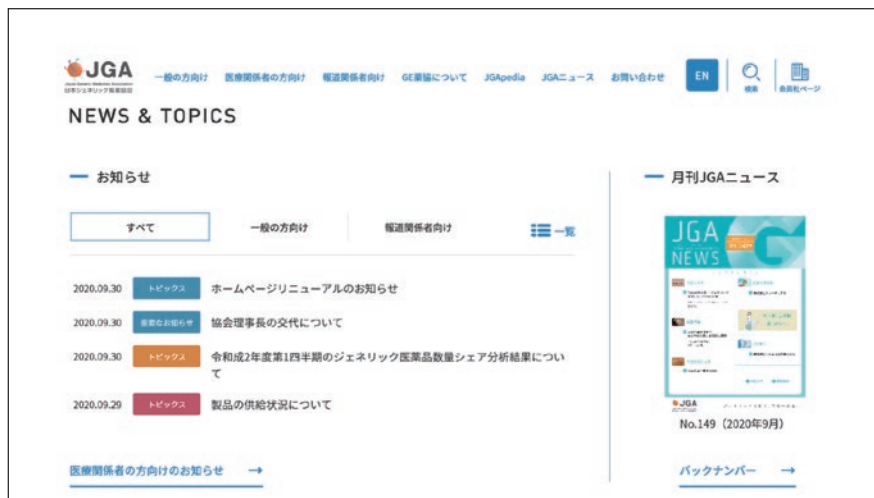 JGA
日本ジェネリック製薬協会
一般の方向け 医療関係者の方向け 報道関係者向け GE薬協について JGApedia JGAニュース お問い合わせ EN 検索 会員社ページ
NEWS & TOPICS
お知らせ
すべて 一般の方向け 報道関係者向け 一覧
2020.09.30 トピックス ホームページリニューアルのお知らせ
2020.09.30 重要なお知らせ 協会理事長の交代について
2020.09.30 トピックス 令和成2年度第1四半期のジェネリック医薬品数量シェア分析結果につい
て
2020.09.29 トピックス 製品の供給状況について
医療関係者の方向けのお知らせ →
月刊JGAニュース
JGA
NEWS
JGA
No.149（2020年9月）
バックナンバー →